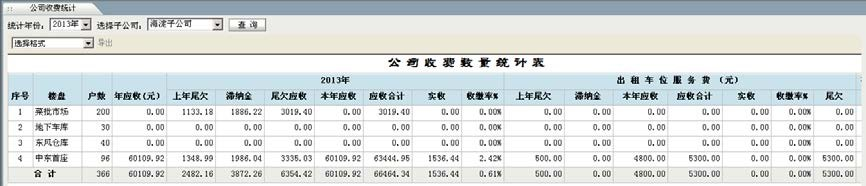 公司收费统计
统计年份: 2013年 选择子公司: 海淀子公司 查 询
选择格式 导出
公司收费数量统计表
2013年 出 租 车 位 服 务 费 (元)
序号 楼盘 户数 年应收(元) 上年尾欠 滞纳金 尾欠应收 本年应收 应收合计 实收 收缴率% 上年尾欠 滞纳金 本年应收 应收合计 实收 收缴率% 尾欠
1 菜批市场 200 0.00 1133.18 1886.22 3019.40 0.00 3019.40 0.00 0.00% 0.00 0.00 0.00 0.00 0.00 0.00% 0.00
2 地下车库 30 0.00 0.00 0.00 0.00 0.00 0.00 0.00 0.00% 0.00 0.00 0.00 0.00 0.00 0.00% 0.00
3 东风仓库 40 0.00 0.00 0.00 0.00 0.00 0.00 0.00 0.00% 0.00 0.00 0.00 0.00 0.00 0.00% 0.00
4 中东首座 96 60109.92 1348.99 1986.04 3335.03 60109.92 63444.95 1536.44 2.42% 500.00 0.00 4800.00 5300.00 0.00 0.00% 5300.00
合 计 366 60109.92 2482.16 3872.26 6354.42 60109.92 66464.34 1536.44 0.61% 500.00 0.00 4800.00 5300.00 0.00 0.00% 5300.00